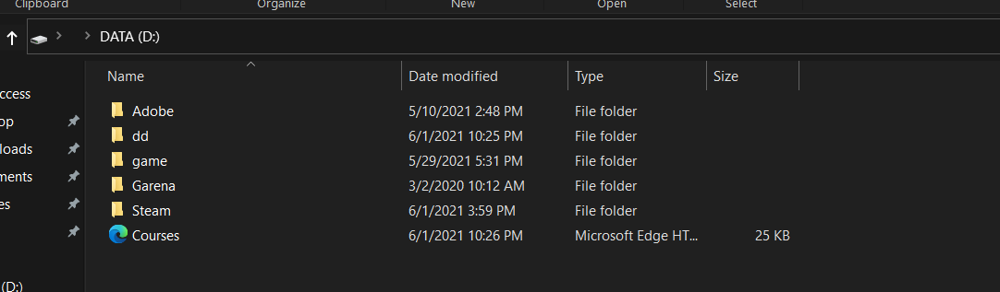 Clipboard Organize New Open Select
DATA (D:)
Name Date modified Type Size
ccess
op
loads
ments
es
(D:)
Adobe 5/10/2021 2:48 PM File folder
dd 6/1/2021 10:25 PM File folder
game 5/29/2021 5:31 PM File folder
Garena 3/2/2020 10:12 AM File folder
Steam 6/1/2021 3:59 PM File folder
Courses 6/1/2021 10:26 PM Microsoft Edge HT... 25 KB